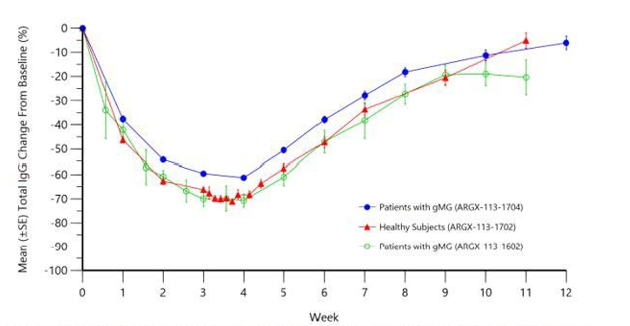 Mean (±SE) Total IgGi Change From Baseline (%)
0
-10
-20
-30
-40
-50
-60
-70
-80
-90
-100
0 1 2 3 4 5 6 7 8 9 10 11 12
Week
Patients with gMG (ARGX-113-1704)
Healthy Subjects (ARGX-113-1702)
Patients with gMG (ARGX 113 1602)